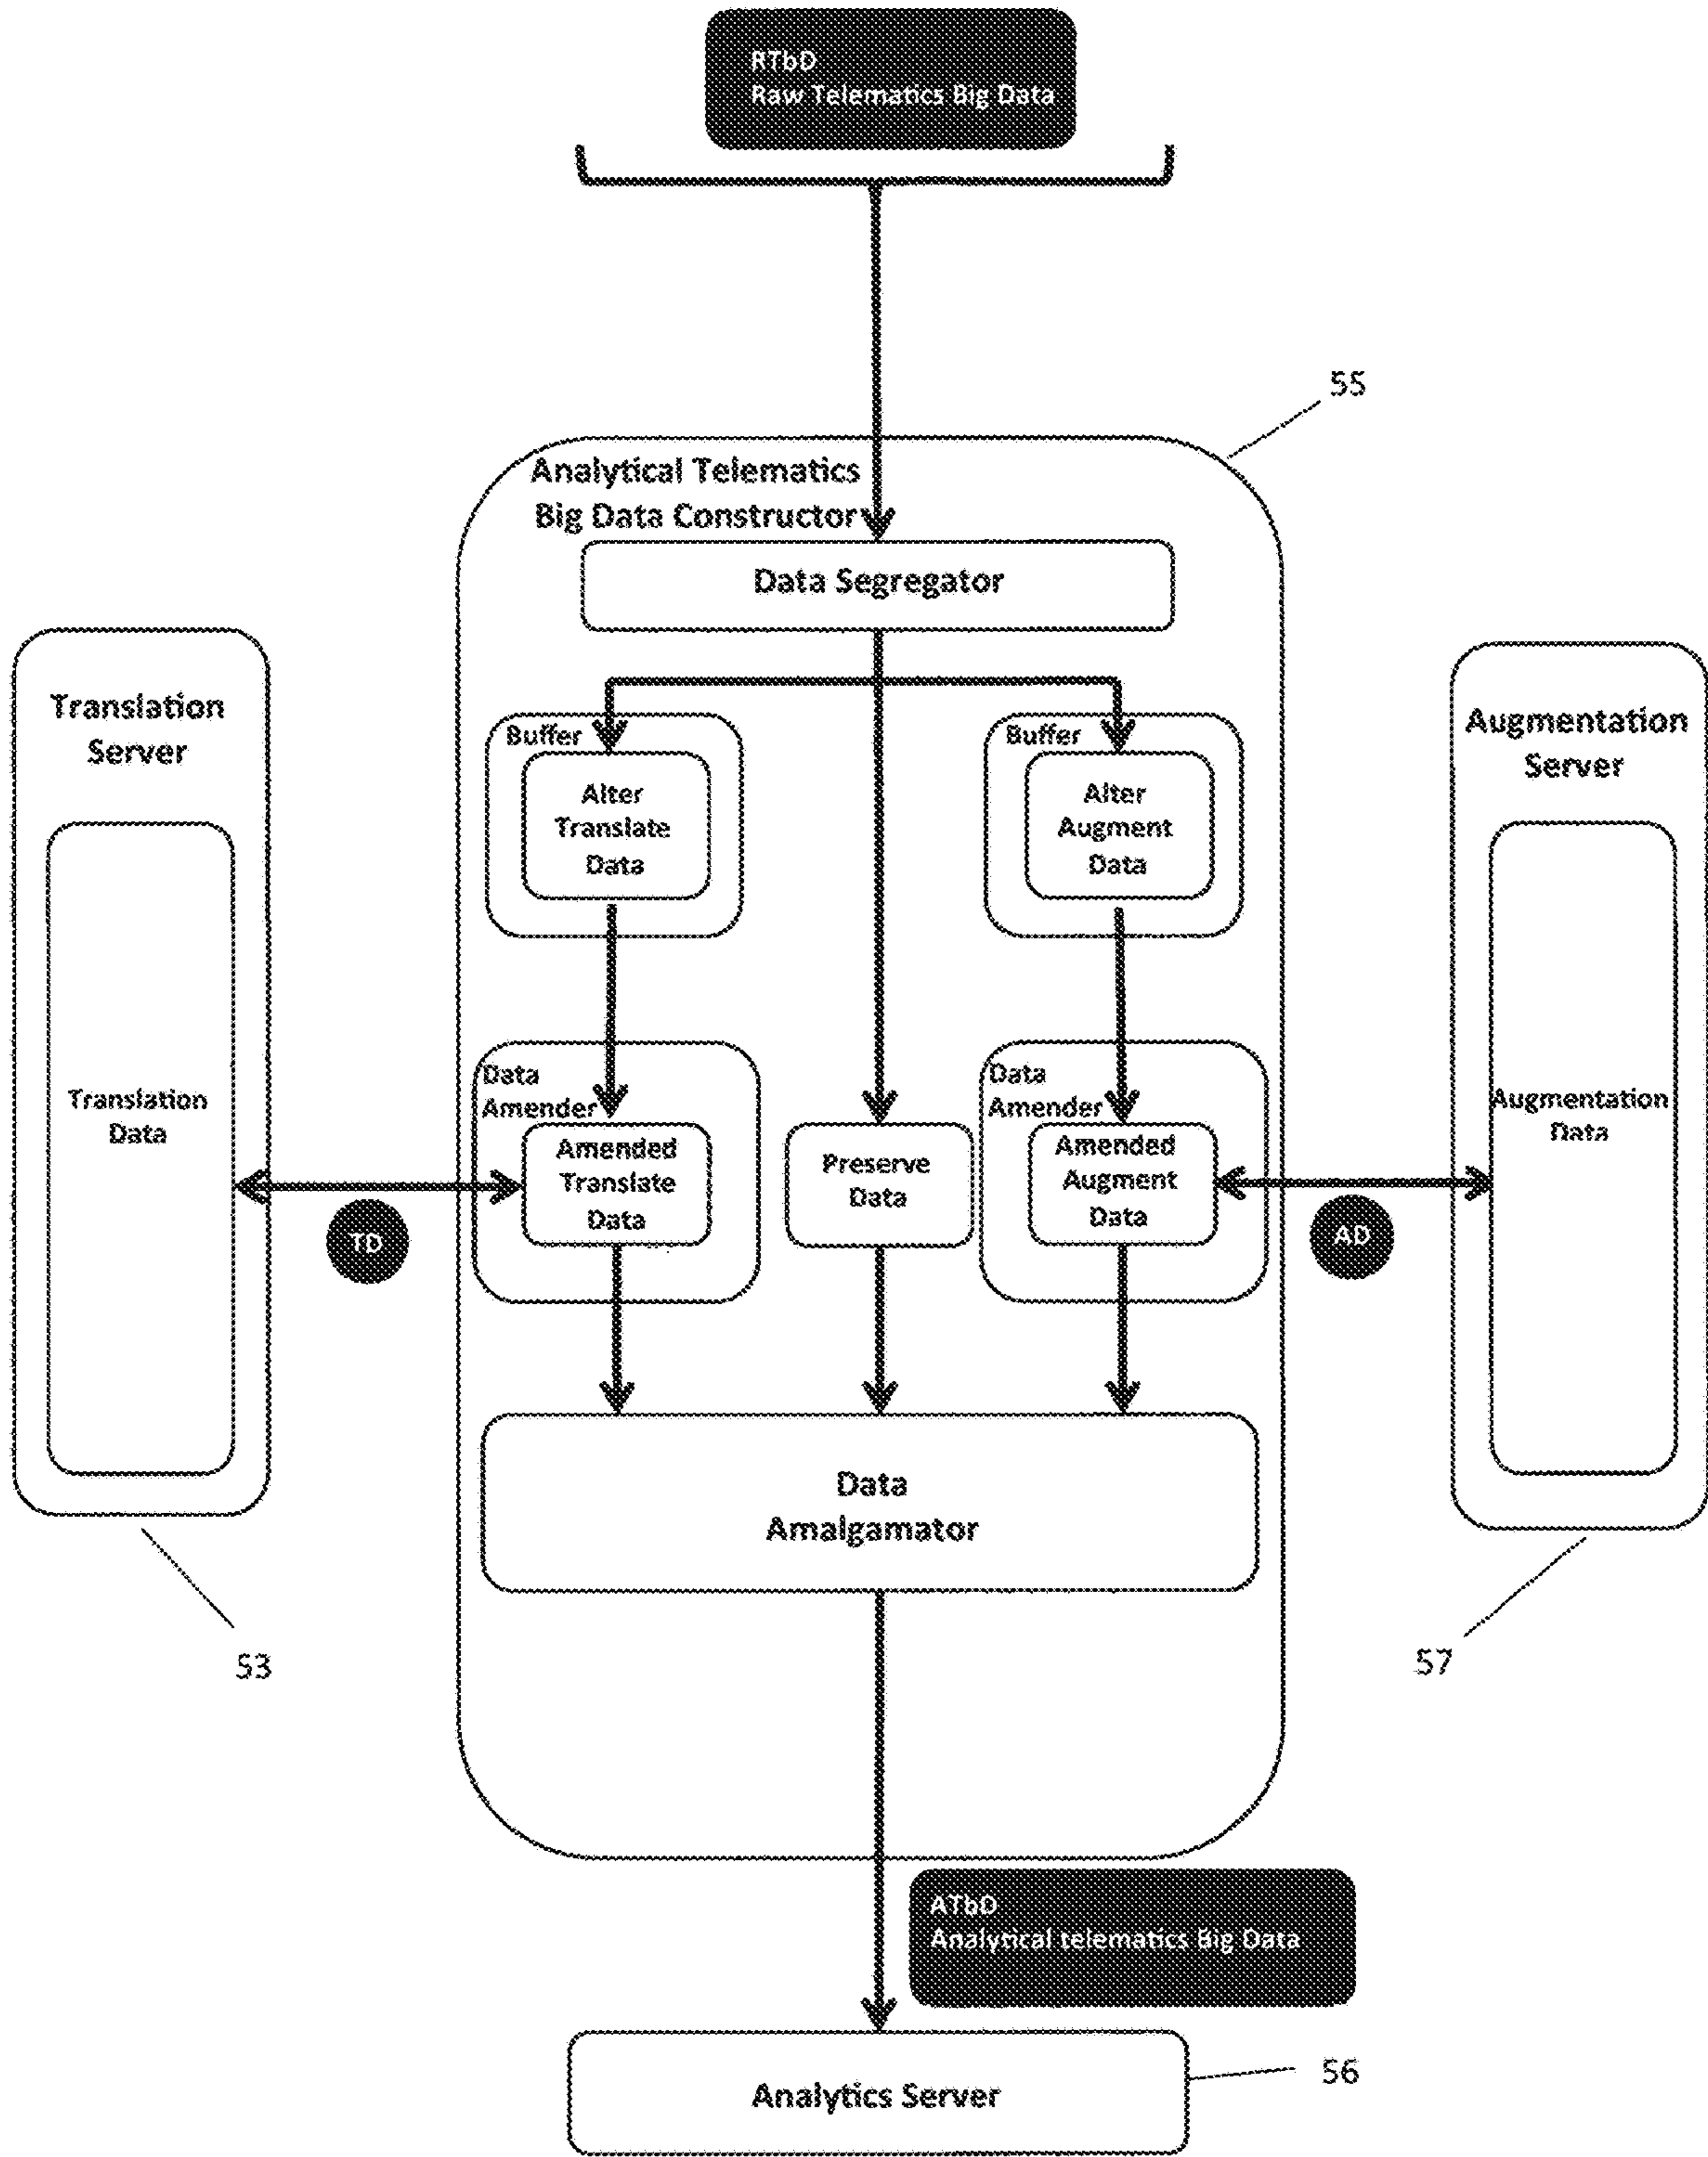 RTbD
Raw Telematics Big Data
55
Analytical Telematics
Big Data Constructor
Data Segregator
Translation
Server
Augmentation
Server
Buffer
Buffer
Alter
Translate
Data
Alter
Augment
Data
Translation
Data
Data
Amender
Data
Amender
Augmentation
Data
Amended
Translate
Data
Preserve
Data
Amended
Augment
Data
TD
AD
Data
Amalgamator
53
57
ATbD
Analytical telematics Big Data
Analytics Server
56